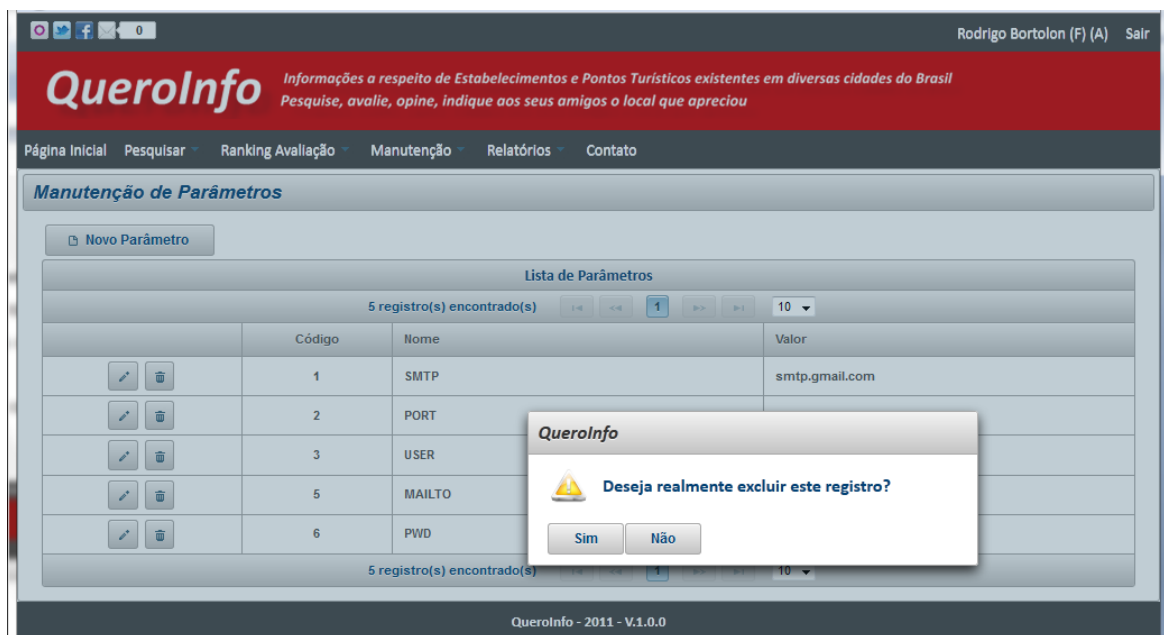 0
Rodrigo Bortolon (F) (A) Sair
QueroInfo
Informações a respeito de Estabelecimentos e Pontos Turísticos existentes em diversas cidades do Brasil
Pesquise, avalie, opine, indique aos seus amigos o local que apreciou
Página Inicial Pesquisar Ranking Avaliação Manutenção Relatórios Contato
Manutenção de Parâmetros
Novo Parâmetro
Lista de Parâmetros
5 registro(s) encontrado(s) 1 10
Código Nome Valor
1 SMTP smtp.gmail.com
2 PORT
3 USER
5 MAILTO
6 PWD
QueroInfo
Deseja realmente excluir este registro?
Sim Não
5 registro(s) encontrado(s) 1 10
QueroInfo - 2011 - V.1.0.0